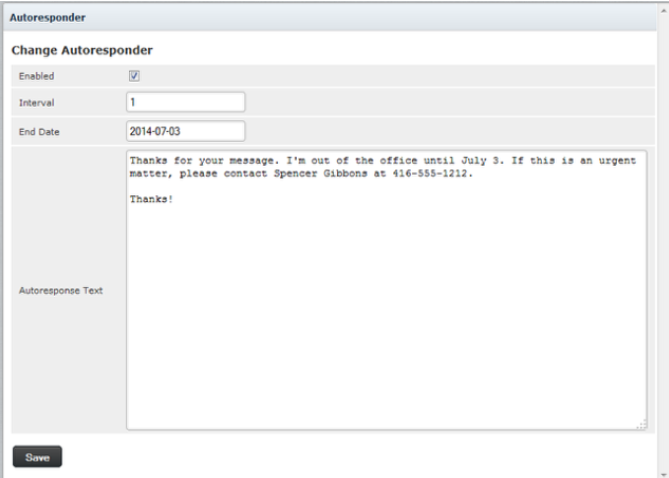 Autoresponder
Change Autoresponder
Enabled
Interval
1
End Date
2014-07-03
Autoresponse Text
Thanks for your message. I'm out of the office until July 3. If this is an urgent
matter, please contact Spencer Gibbons at 416-555-1212.
Thanks!
Save